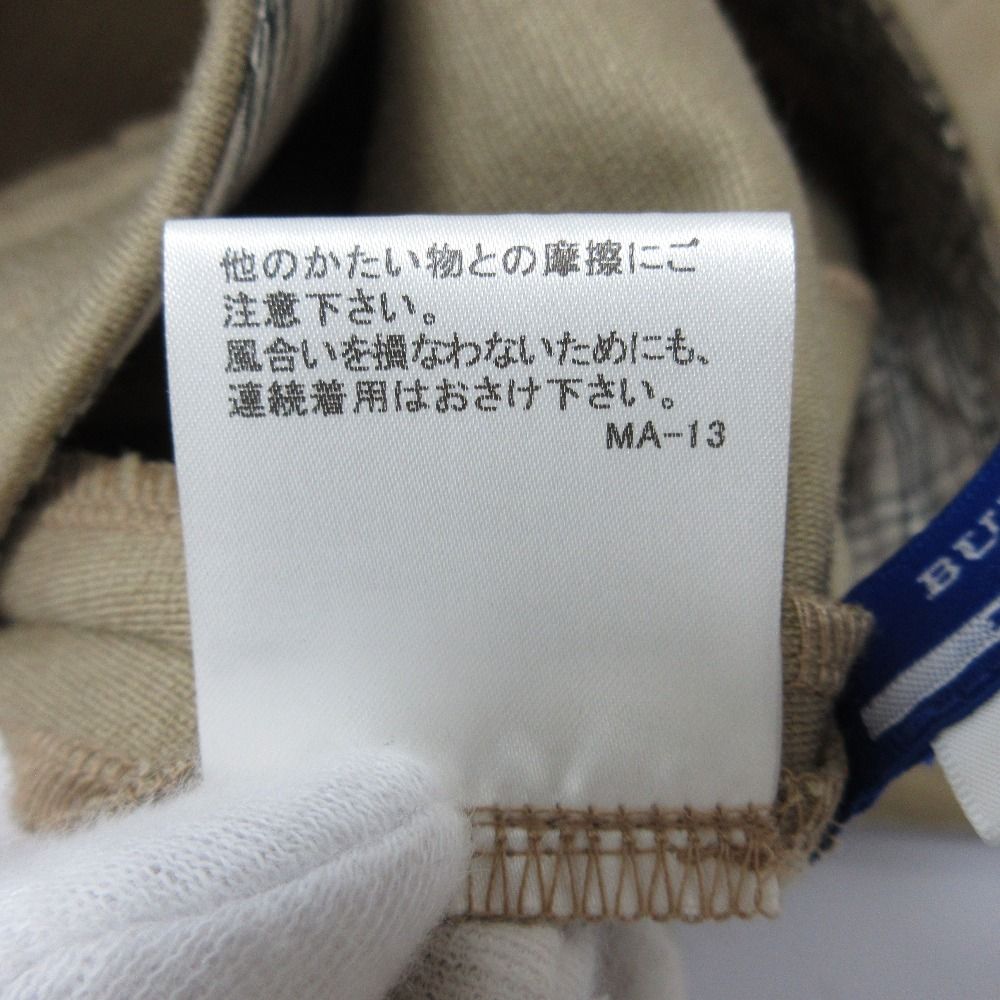 他のかたい物との摩擦にご
注意下さい。
風合いを損なわないためにも、
連続着用はおさけ下さい。
MA-13